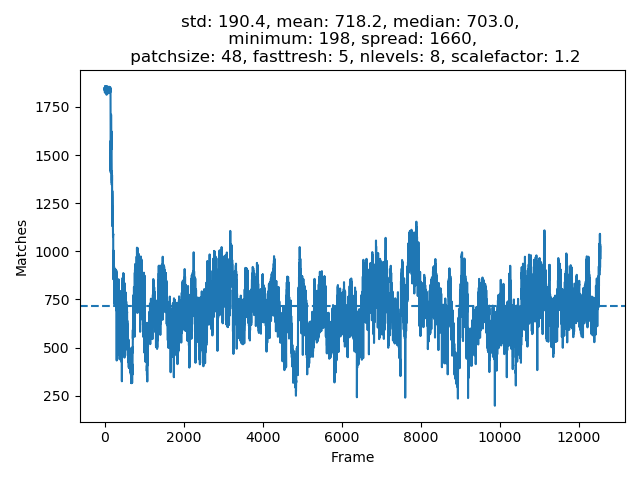 std: 190.4, mean: 718.2, median: 703.0,
minimum: 198, spread: 1660,
patchsize: 48, fasttresh: 5, nlevels: 8, scalefactor: 1.2
1750
1500
1250
1000
750
500
250
Matches
0
2000
4000
6000
8000
10000
12000
Frame